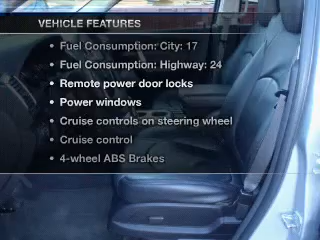 VEHICLE FEATURES
• Fuel Consumption: City: 17
• Fuel Consumption: Highway: 24
• Remote power door locks
• Power windows
• Cruise controls on steering wheel
• Cruise control
• 4-wheel ABS Brakes